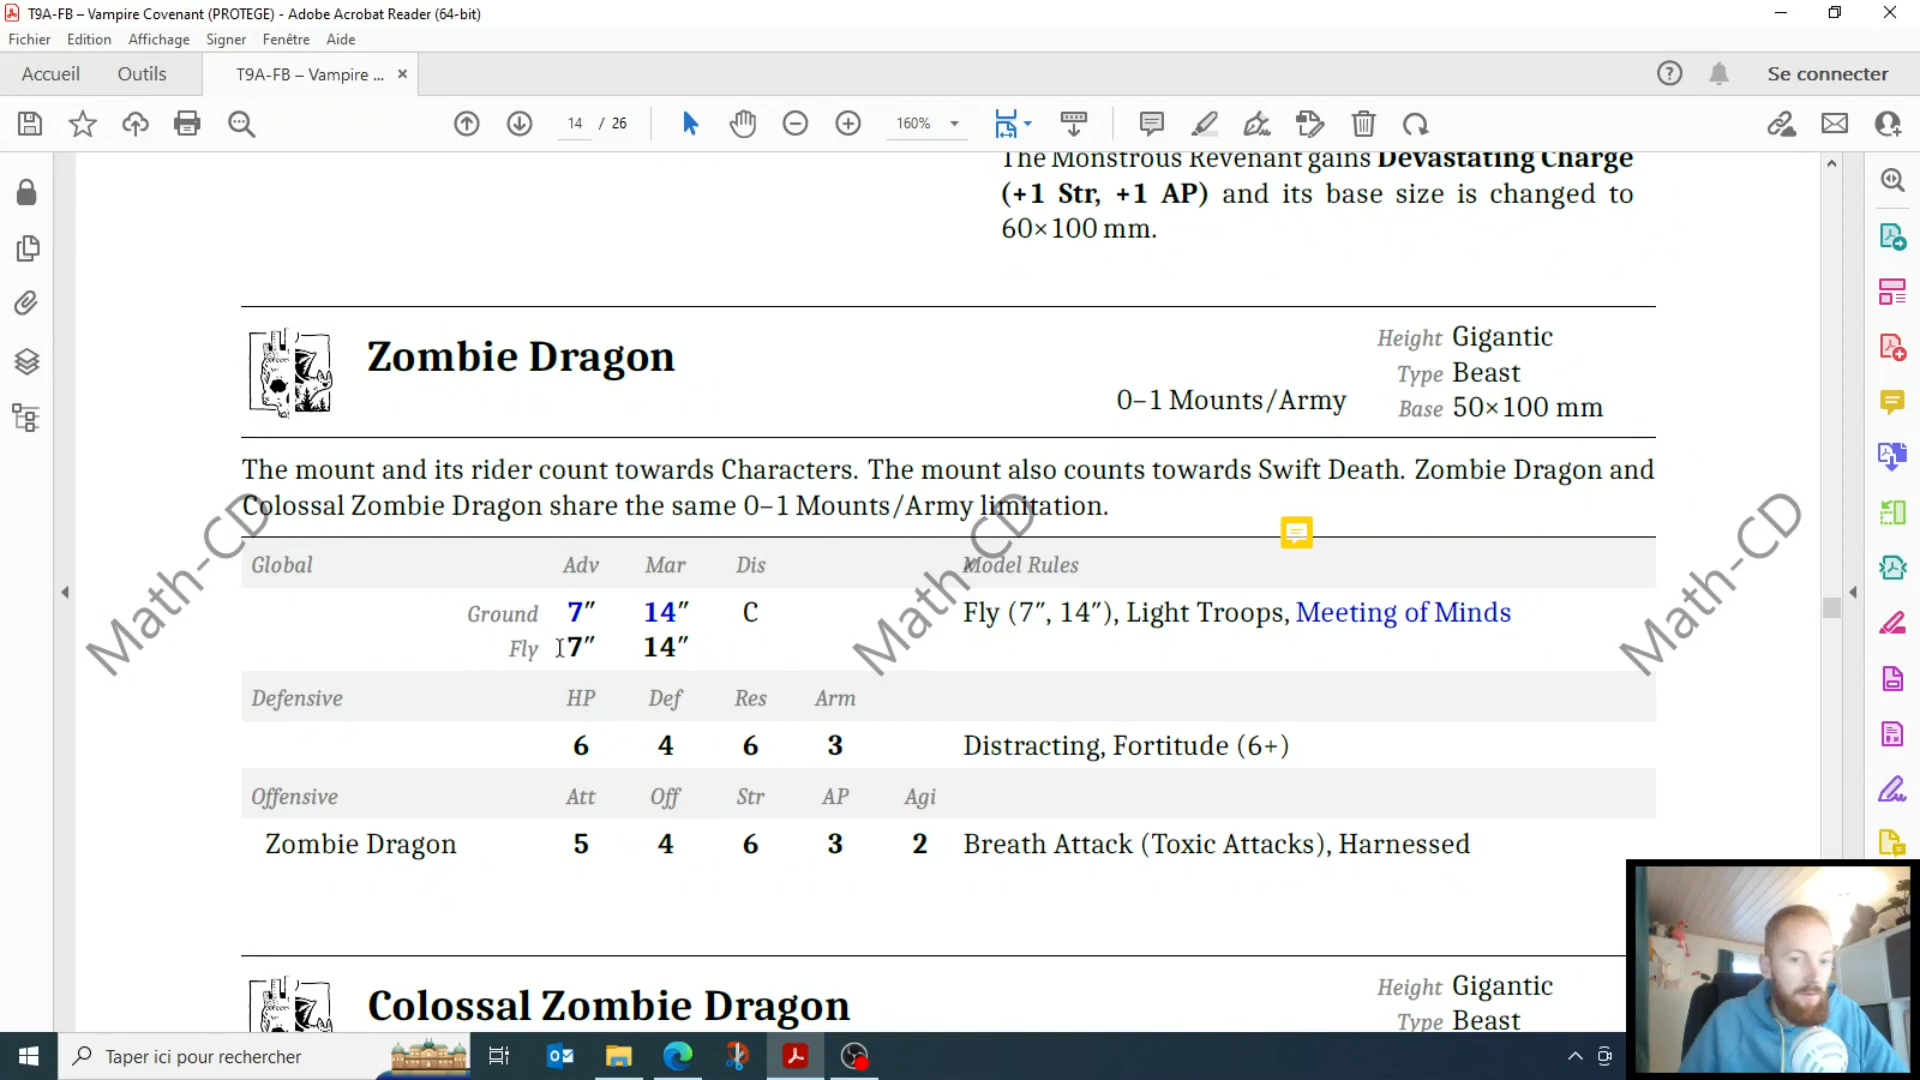 T9A-FB – Vampire Covenant (PROTEGE) - Adobe Acrobat Reader (64-bit)
Fichier Edition Affichage Signer Fenêtre Aide
Accueil Outils T9A-FB – Vampire ... × Se connecter
14 / 26 160%
The Monstrous Revenant gains Devastating Charge
(+1 Str, +1 AP) and its base size is changed to
60×100 mm.
Zombie Dragon
0–1 Mounts/Army
Height Gigantic
Type Beast
Base 50×100 mm
The mount and its rider count towards Characters. The mount also counts towards Swift Death. Zombie Dragon and
Colossal Zombie Dragon share the same 0–1 Mounts/Army limitation.
Math-CD Math-CD Math-CD
Global Adv Mar Dis Model Rules
Ground 7″ 14″ C Fly (7″, 14″), Light Troops, Meeting of Minds
Fly 7″ 14″
Defensive HP Def Res Arm
6 4 6 3 Distracting, Fortitude (6+)
Offensive Att Off Str AP Agi
Zombie Dragon 5 4 6 3 2 Breath Attack (Toxic Attacks), Harnessed
Colossal Zombie Dragon
Height Gigantic
Type Beast
Taper ici pour rechercher